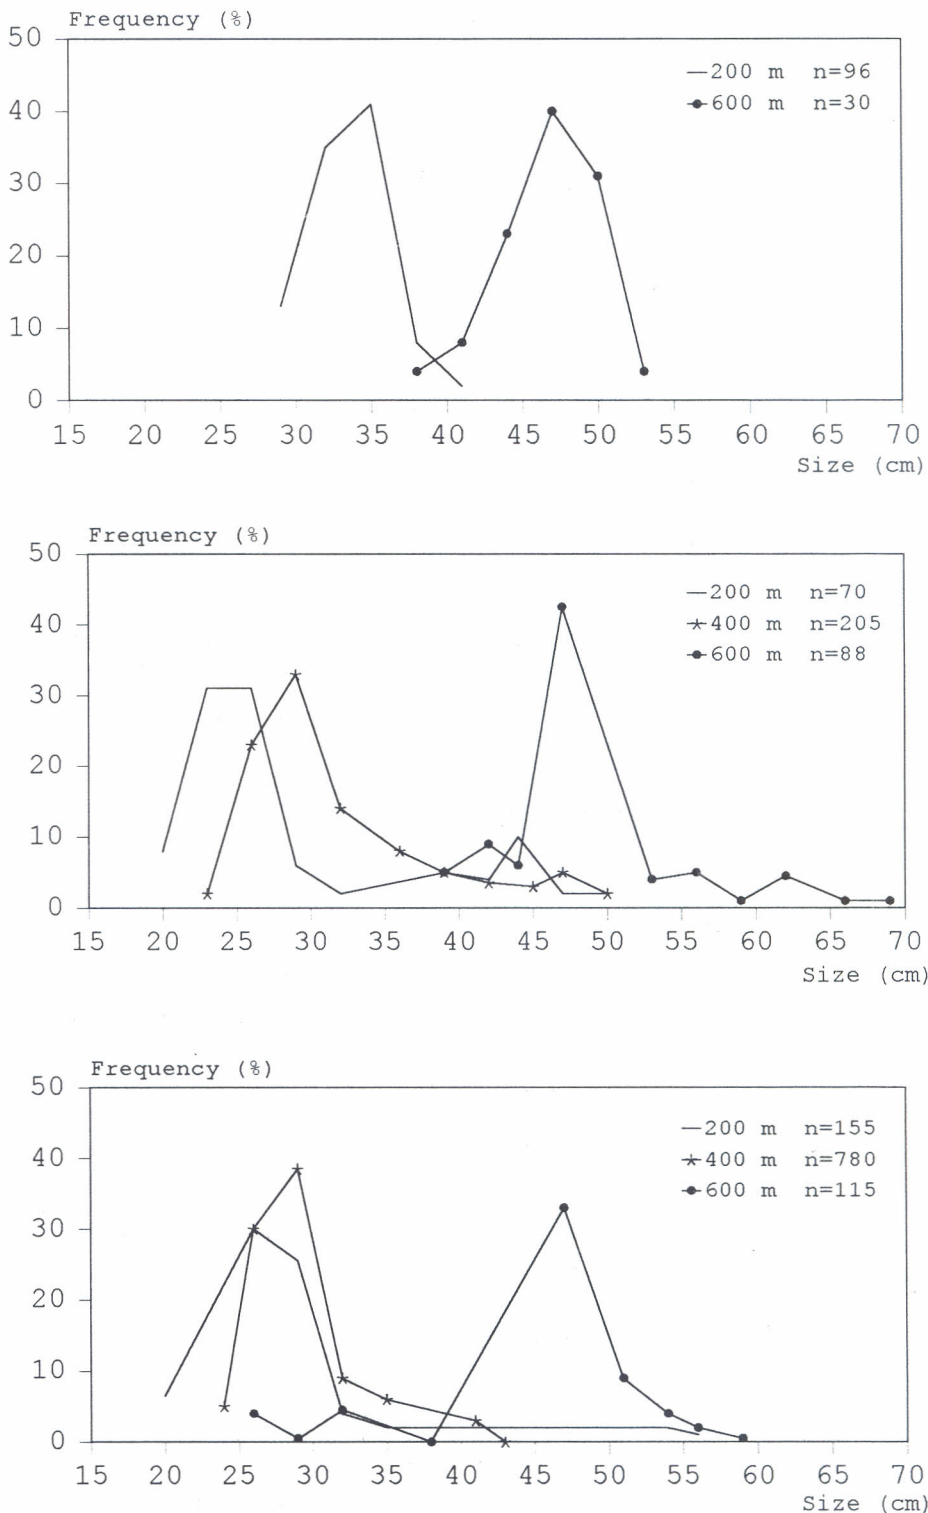 Frequency (%)
50
40
30
20
10
0
200 m n=96
600 m n=30
15 20 25 30 35 40 45 50 55 60 65 70
Size (cm)
Frequency (%)
50
40
30
20
10
0
200 m n=70
400 m n=205
600 m n=88
15 20 25 30 35 40 45 50 55 60 65 70
Size (cm)
Frequency (%)
50
40
30
20
10
0
200 m n=155
400 m n=780
600 m n=115
15 20 25 30 35 40 45 50 55 60 65 70
Size (cm)